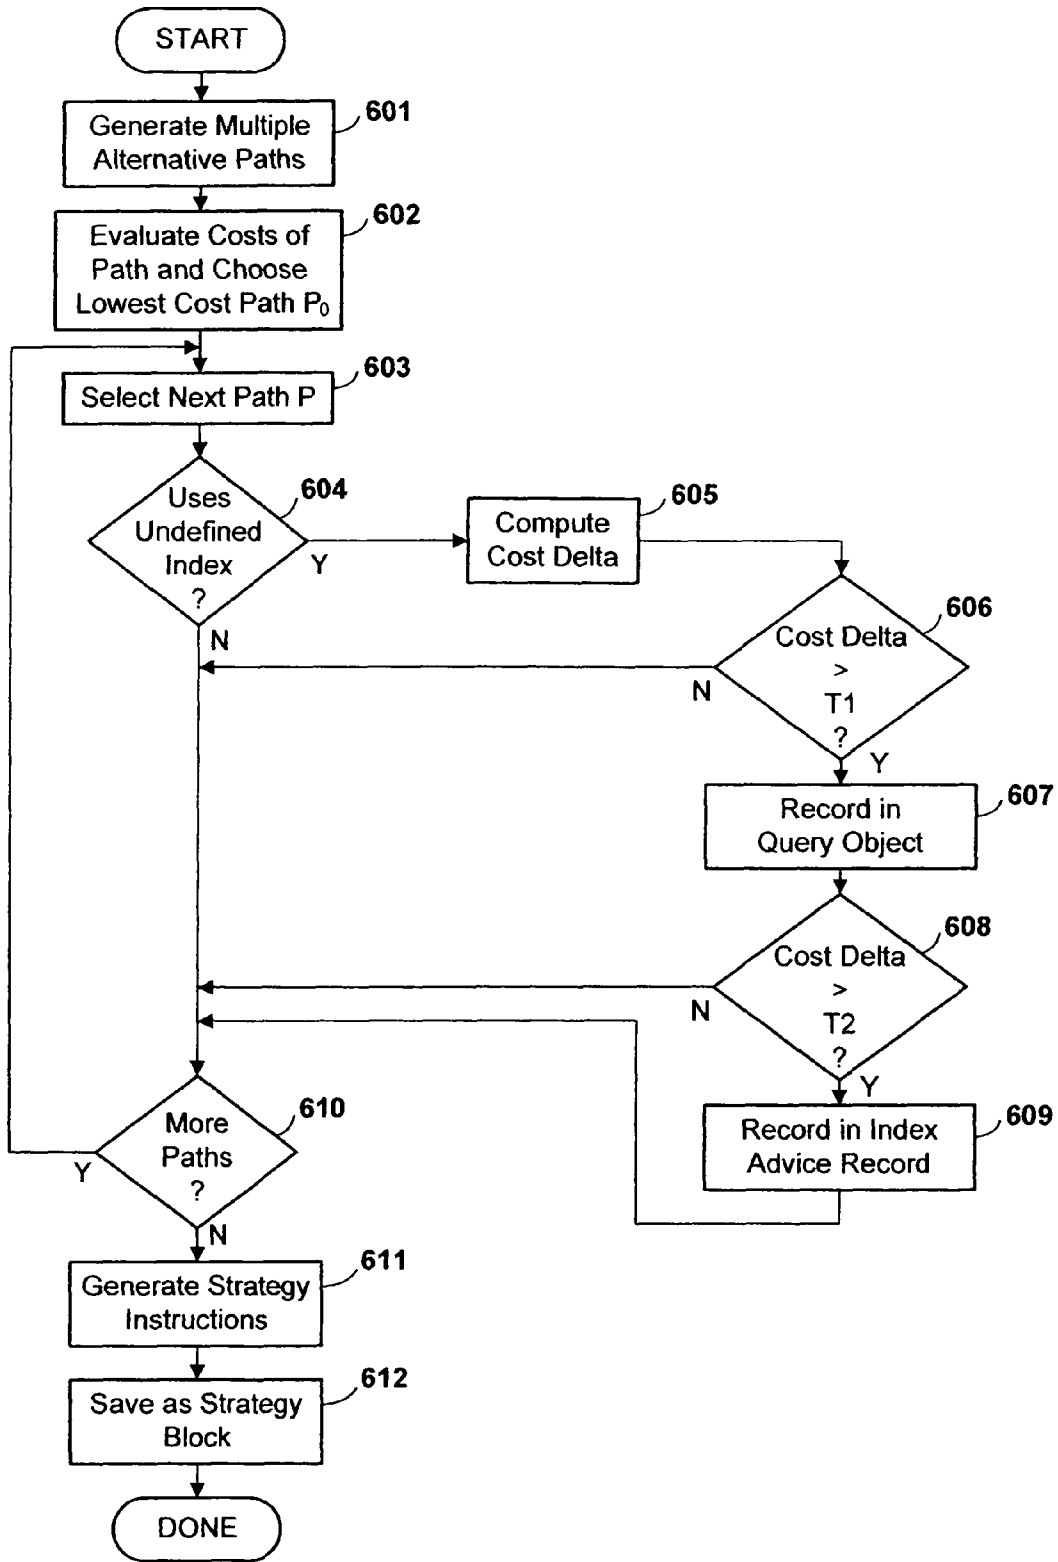 START
601
Generate Multiple
Alternative Paths
602
Evaluate Costs of
Path and Choose
Lowest Cost Path P₀
603
Select Next Path P
604
Uses
Undefined
Index
?
Y
N
605
Compute
Cost Delta
606
Cost Delta
>
T1
?
N
Y
607
Record in
Query Object
608
Cost Delta
>
T2
?
N
Y
609
Record in Index
Advice Record
610
More
Paths
?
Y
N
611
Generate Strategy
Instructions
612
Save as Strategy
Block
DONE